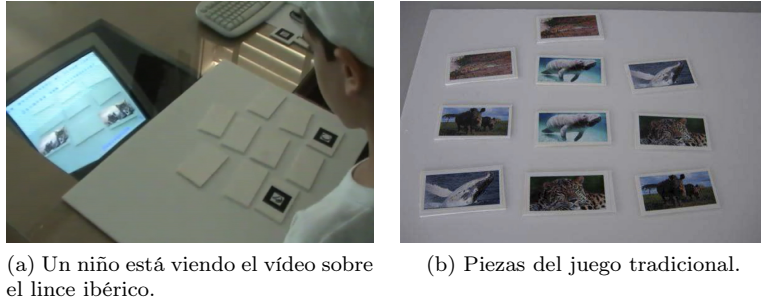 (a) Un niño está viendo el vídeo sobre
el lince ibérico.
(b) Piezas del juego tradicional.